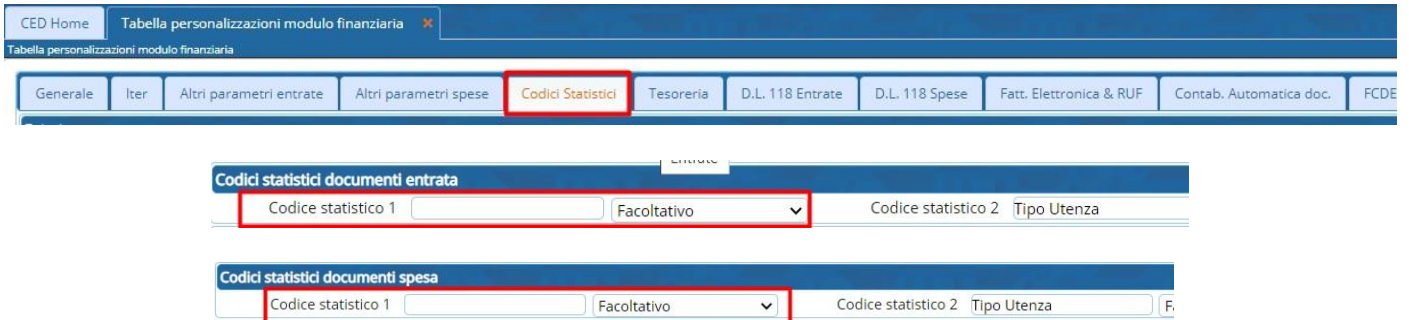 CED Home Tabella personalizzazioni modulo finanziaria ×
Tabella personalizzazioni modulo finanziaria
Generale Iter Altri parametri entrate Altri parametri spese Codici Statistici Tesoreria D.L. 118 Entrate D.L. 118 Spese Fatt. Elettronica & RUF Contab. Automatica doc. FCDE
Codici statistici documenti entrata
Codice statistico 1 Facoltativo Codice statistico 2 Tipo Utenza
Codici statistici documenti spesa
Codice statistico 1 Facoltativo Codice statistico 2 Tipo Utenza